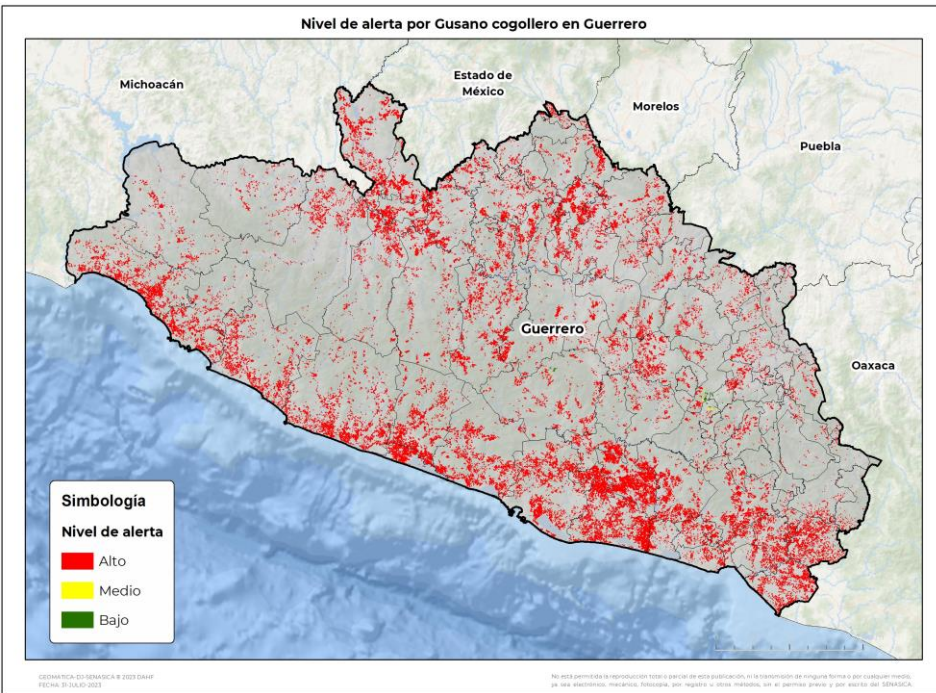 Nivel de alerta por Gusano cogollero en Guerrero
Michoacán
Estado de
México
Morelos
Puebla
Guerrero
Oaxaca
Simbología
Nivel de alerta
Alto
Medio
Bajo
GEOMÁTICA-DJ-SENASICA © 2023 DAHF
FECHA: 31-JULIO-2023
No está permitida la reproducción total o parcial de esta publicación, ni la transmisión de ninguna forma o por cualquier medio,
ya sea electrónico, mecánico, fotocopia, por registro u otros métodos, sin el permiso previo y por escrito del SENASICA.